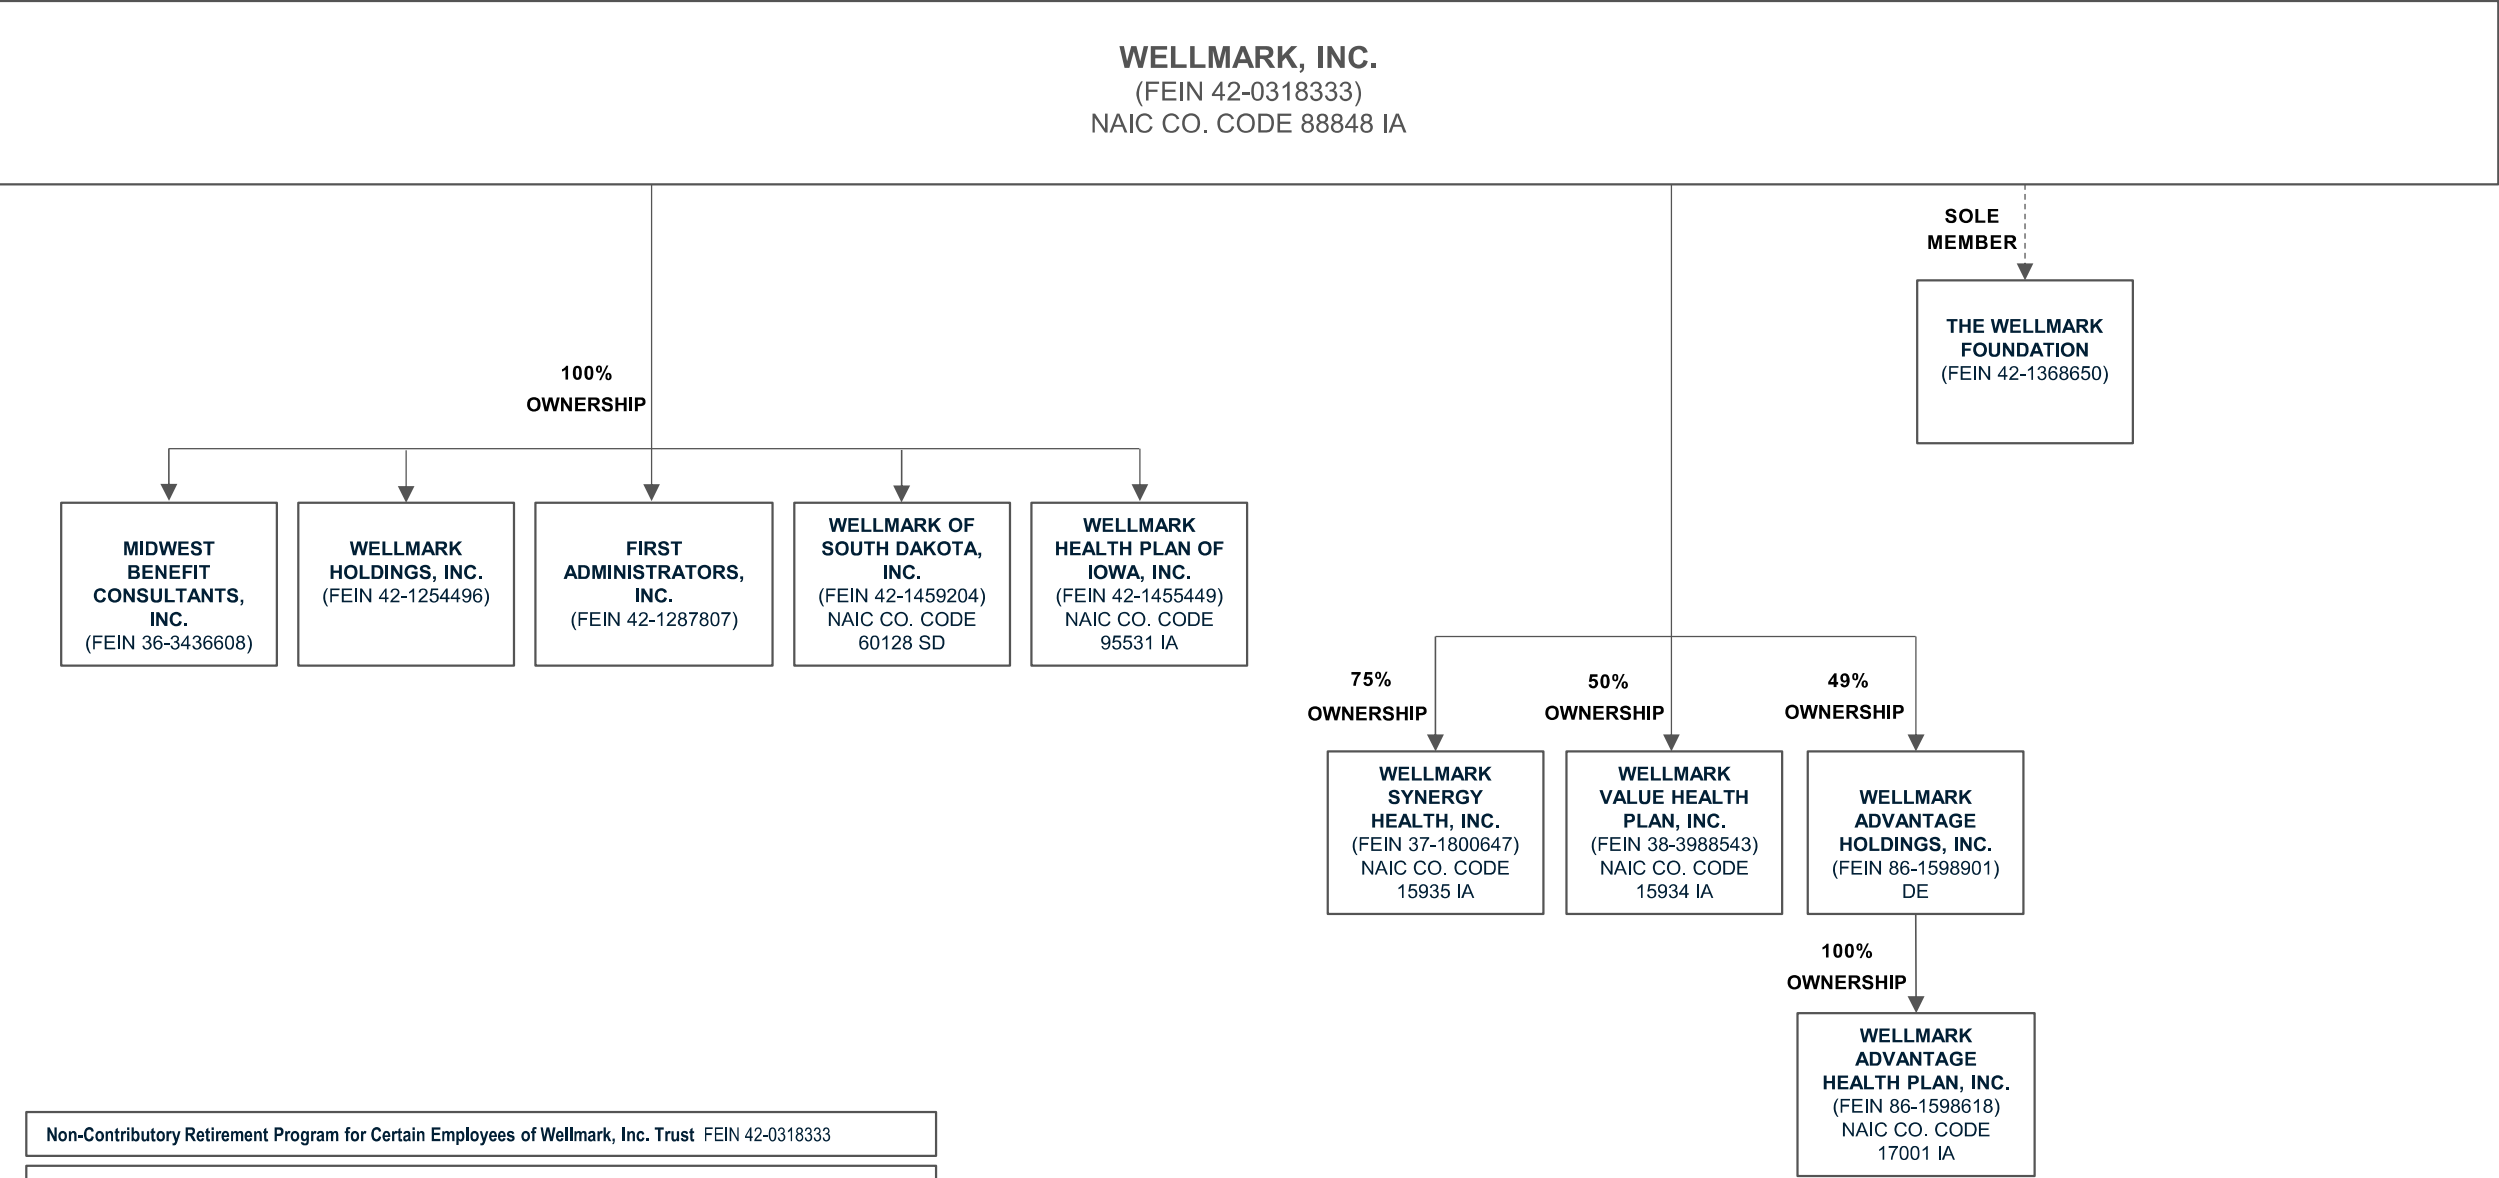 WELLMARK, INC.
(FEIN 42-0318333)
NAIC CO. CODE 88848 IA
SOLE
MEMBER
THE WELLMARK
FOUNDATION
(FEIN 42-1368650)
100%
OWNERSHIP
MIDWEST
BENEFIT
CONSULTANTS,
INC.
(FEIN 36-3436608)
WELLMARK
HOLDINGS, INC.
(FEIN 42-1254496)
FIRST
ADMINISTRATORS,
INC.
(FEIN 42-1287807)
WELLMARK OF
SOUTH DAKOTA,
INC.
(FEIN 42-1459204)
NAIC CO. CODE
60128 SD
WELLMARK
HEALTH PLAN OF
IOWA, INC.
(FEIN 42-1455449)
NAIC CO. CODE
95531 IA
75%
OWNERSHIP
50%
OWNERSHIP
49%
OWNERSHIP
WELLMARK
SYNERGY
HEALTH, INC.
(FEIN 37-1800647)
NAIC CO. CODE
15935 IA
WELLMARK
VALUE HEALTH
PLAN, INC.
(FEIN 38-3988543)
NAIC CO. CODE
15934 IA
WELLMARK
ADVANTAGE
HOLDINGS, INC.
(FEIN 86-1598901)
DE
100%
OWNERSHIP
WELLMARK
ADVANTAGE
HEALTH PLAN, INC.
(FEIN 86-1598618)
NAIC CO. CODE
17001 IA
Non-Contributory Retirement Program for Certain Employees of Wellmark, Inc. Trust FEIN 42-0318333